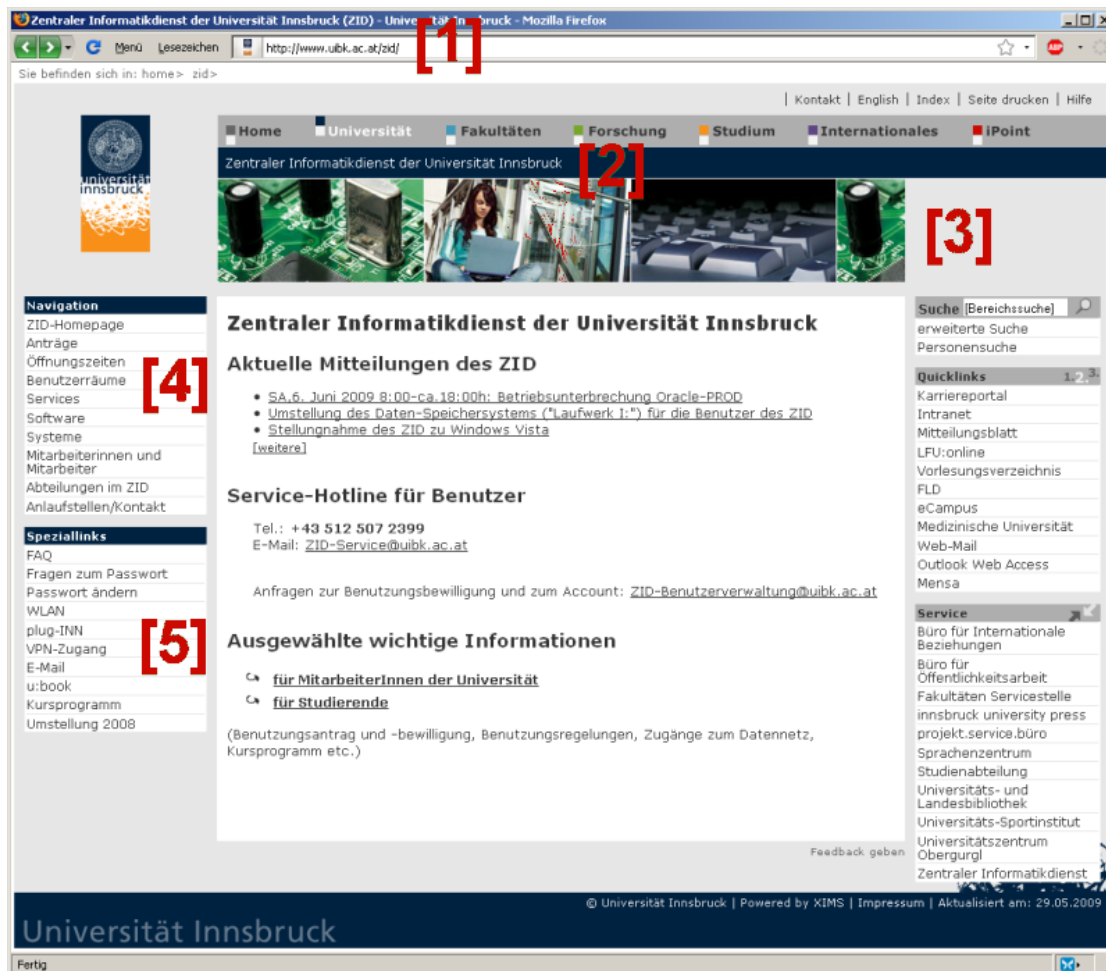 Zentraler Informatikdienst der Universität Innsbruck (ZID) - Universität Innsbruck - Mozilla Firefox
Menü Lesezeichen http://www.uibk.ac.at/zid/
[1]
ABP
Sie befinden sich in: home> zid>
| Kontakt | English | Index | Seite drucken | Hilfe
universität
innsbruck
Home Universität Fakultäten Forschung Studium Internationales iPoint
Zentraler Informatikdienst der Universität Innsbruck
[2]
[3]
Navigation
ZID-Homepage
Anträge
Öffnungszeiten
Benutzerräume
Services
Software
Systeme
Mitarbeiterinnen und
Mitarbeiter
Abteilungen im ZID
Anlaufstellen/Kontakt
[4]
Speziallinks
FAQ
Fragen zum Passwort
Passwort ändern
WLAN
plug-INN
VPN-Zugang
E-Mail
u:book
Kursprogramm
Umstellung 2008
[5]
Zentraler Informatikdienst der Universität Innsbruck
Aktuelle Mitteilungen des ZID
• SA,6. Juni 2009 8:00-ca.18:00h: Betriebsunterbrechung Oracle-PROD
• Umstellung des Daten-Speichersystems ("Laufwerk I:") für die Benutzer des ZID
• Stellungnahme des ZID zu Windows Vista
[weitere]
Service-Hotline für Benutzer
Tel.: +43 512 507 2399
E-Mail: ZID-Service@uibk.ac.at
Anfragen zur Benutzungsbewilligung und zum Account: ZID-Benutzerverwaltung@uibk.ac.at
Ausgewählte wichtige Informationen
für MitarbeiterInnen der Universität
für Studierende
(Benutzungsantrag und -bewilligung, Benutzungsregelungen, Zugänge zum Datennetz,
Kursprogramm etc.)
Feedback geben
Suche [Bereichssuche]
erweiterte Suche
Personensuche
Quicklinks 1.2.3.
Karriereportal
Intranet
Mitteilungsblatt
LFU:online
Vorlesungsverzeichnis
FLD
eCampus
Medizinische Universität
Web-Mail
Outlook Web Access
Mensa
Service
Büro für Internationale
Beziehungen
Büro für
Öffentlichkeitsarbeit
Fakultäten Servicestelle
innsbruck university press
projekt.service.büro
Sprachenzentrum
Studienabteilung
Universitäts- und
Landesbibliothek
Universitäts-Sportinstitut
Universitätszentrum
Obergurgl
Zentraler Informatikdienst
© Universität Innsbruck | Powered by XIMS | Impressum | Aktualisiert am: 29.05.2009
Universität Innsbruck
Fertig